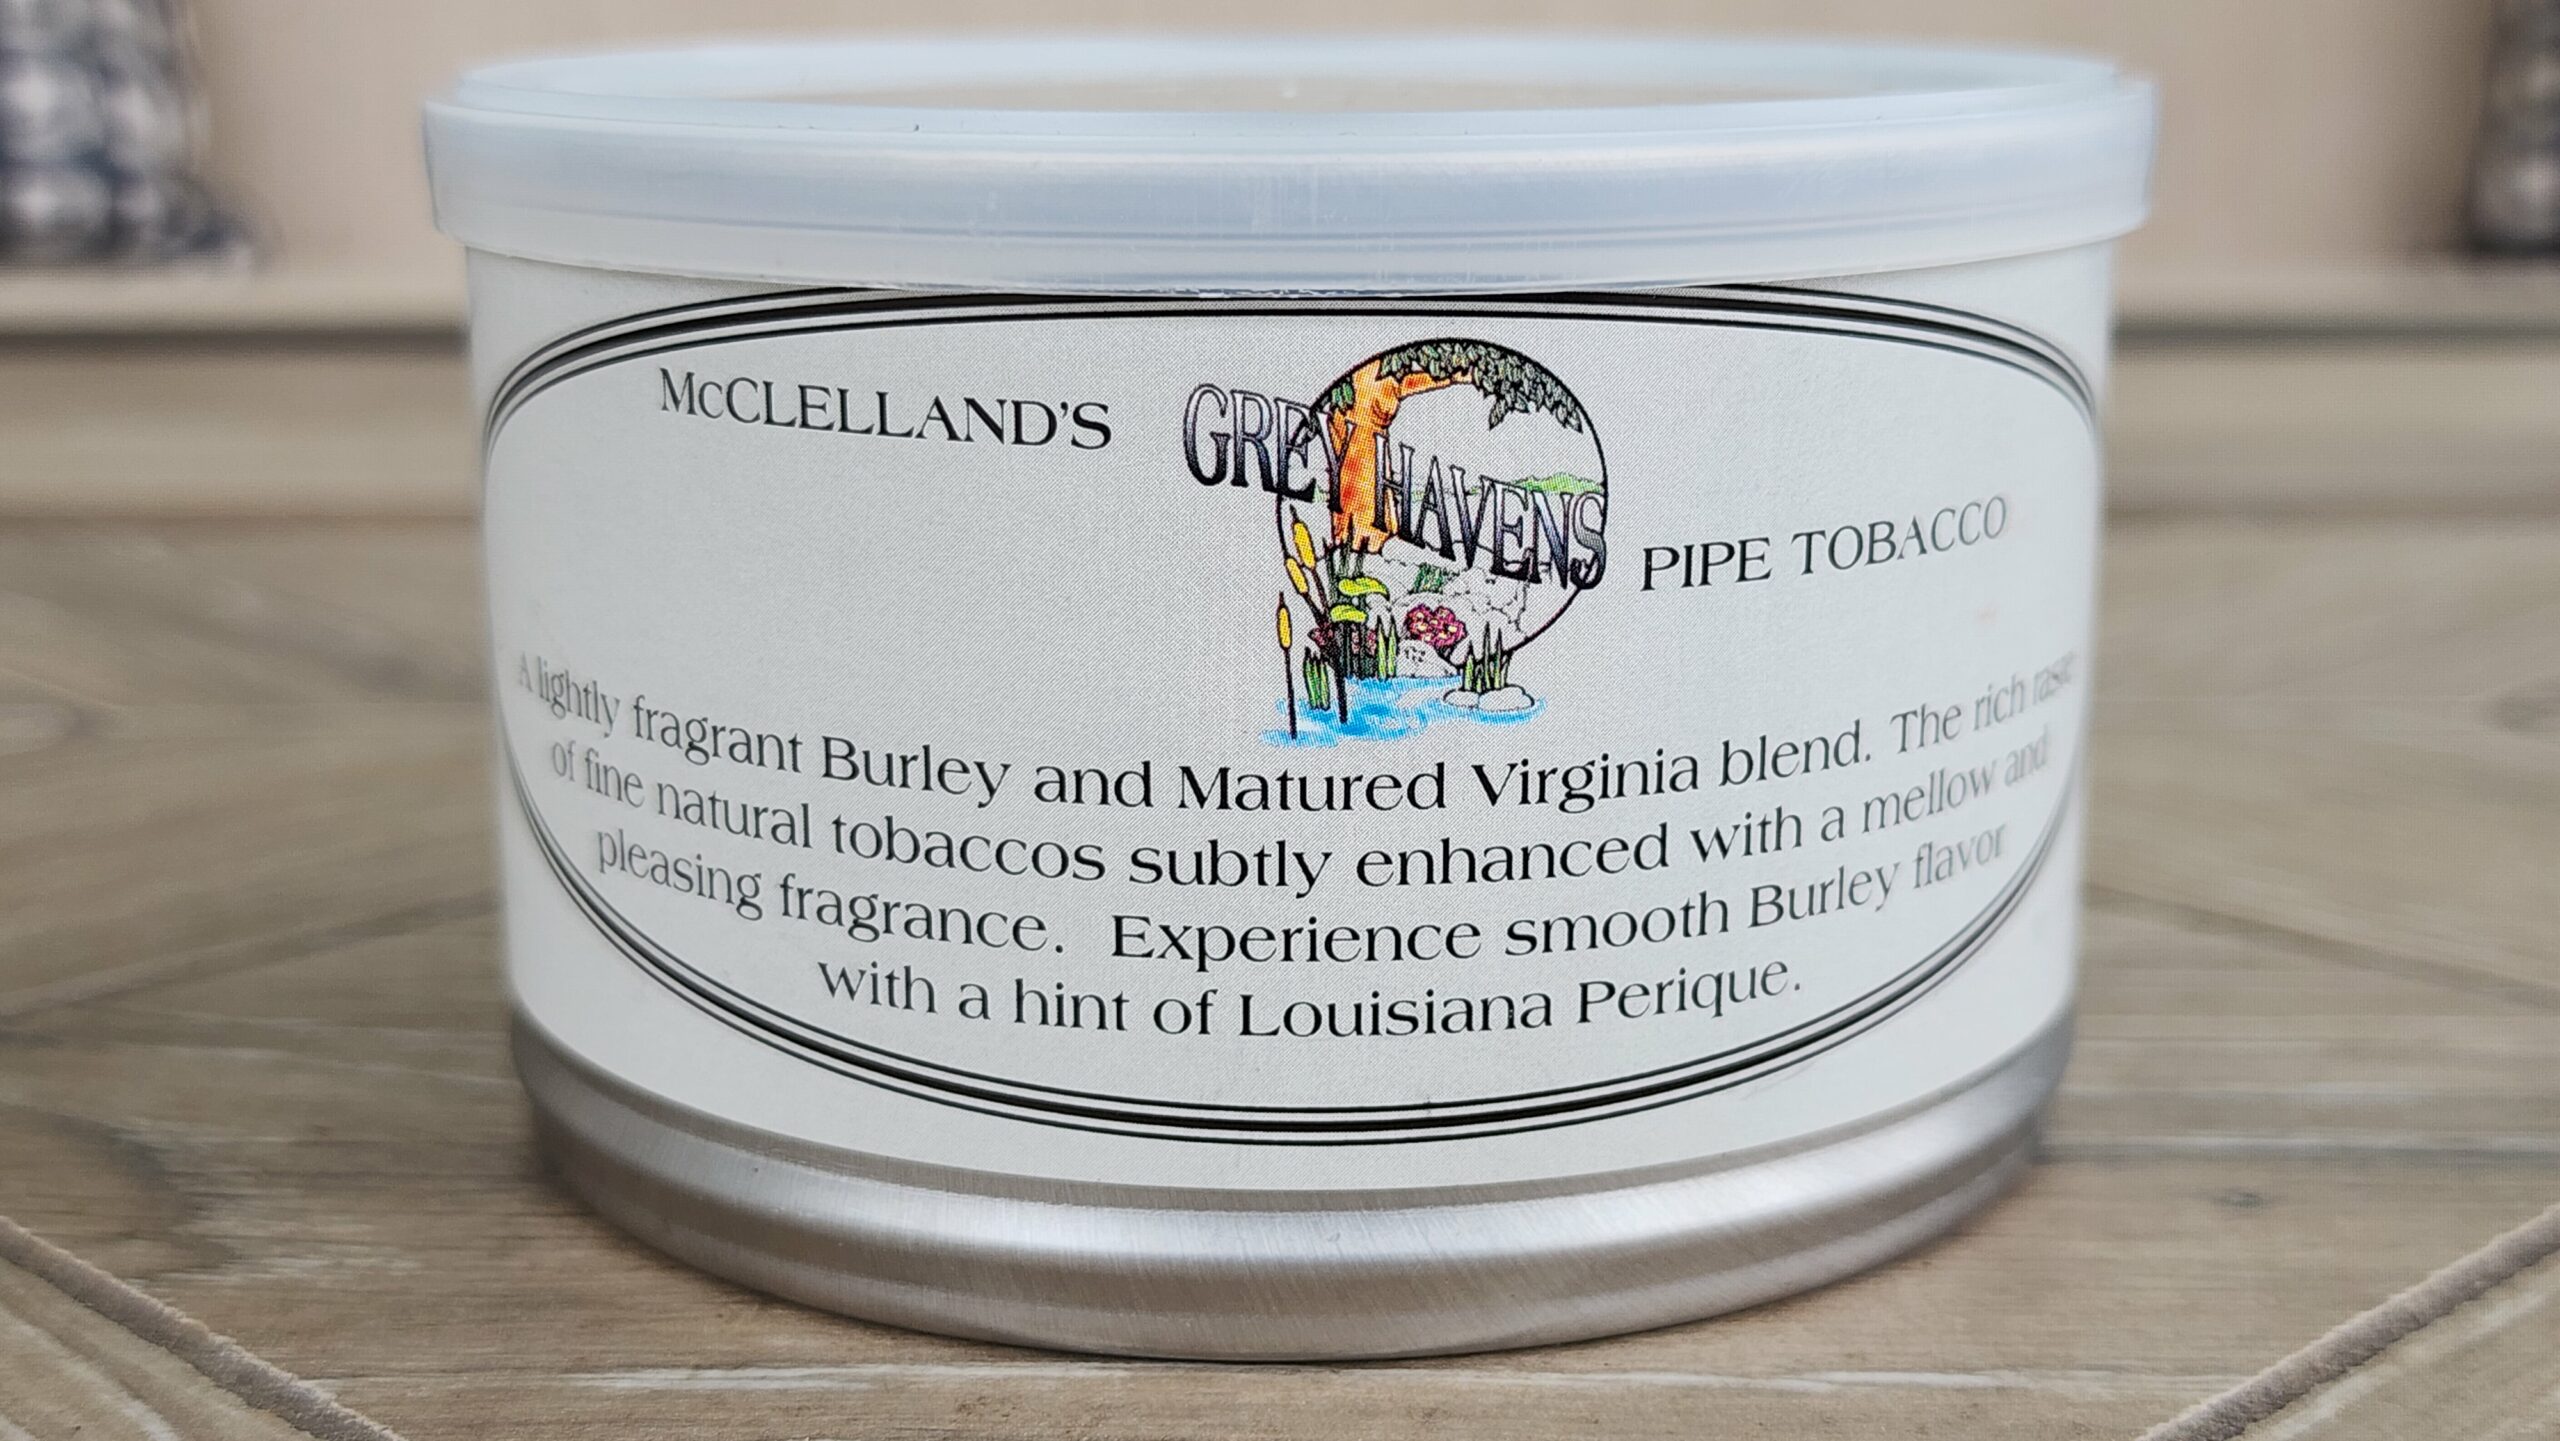 McCLELLAND'S
GREY HAVENS
PIPE TOBACCO
A lightly fragrant Burley and Matured Virginia blend. The rich taste
of fine natural tobaccos subtly enhanced with a mellow and
pleasing fragrance. Experience smooth Burley flavor
with a hint of Louisiana Perique.